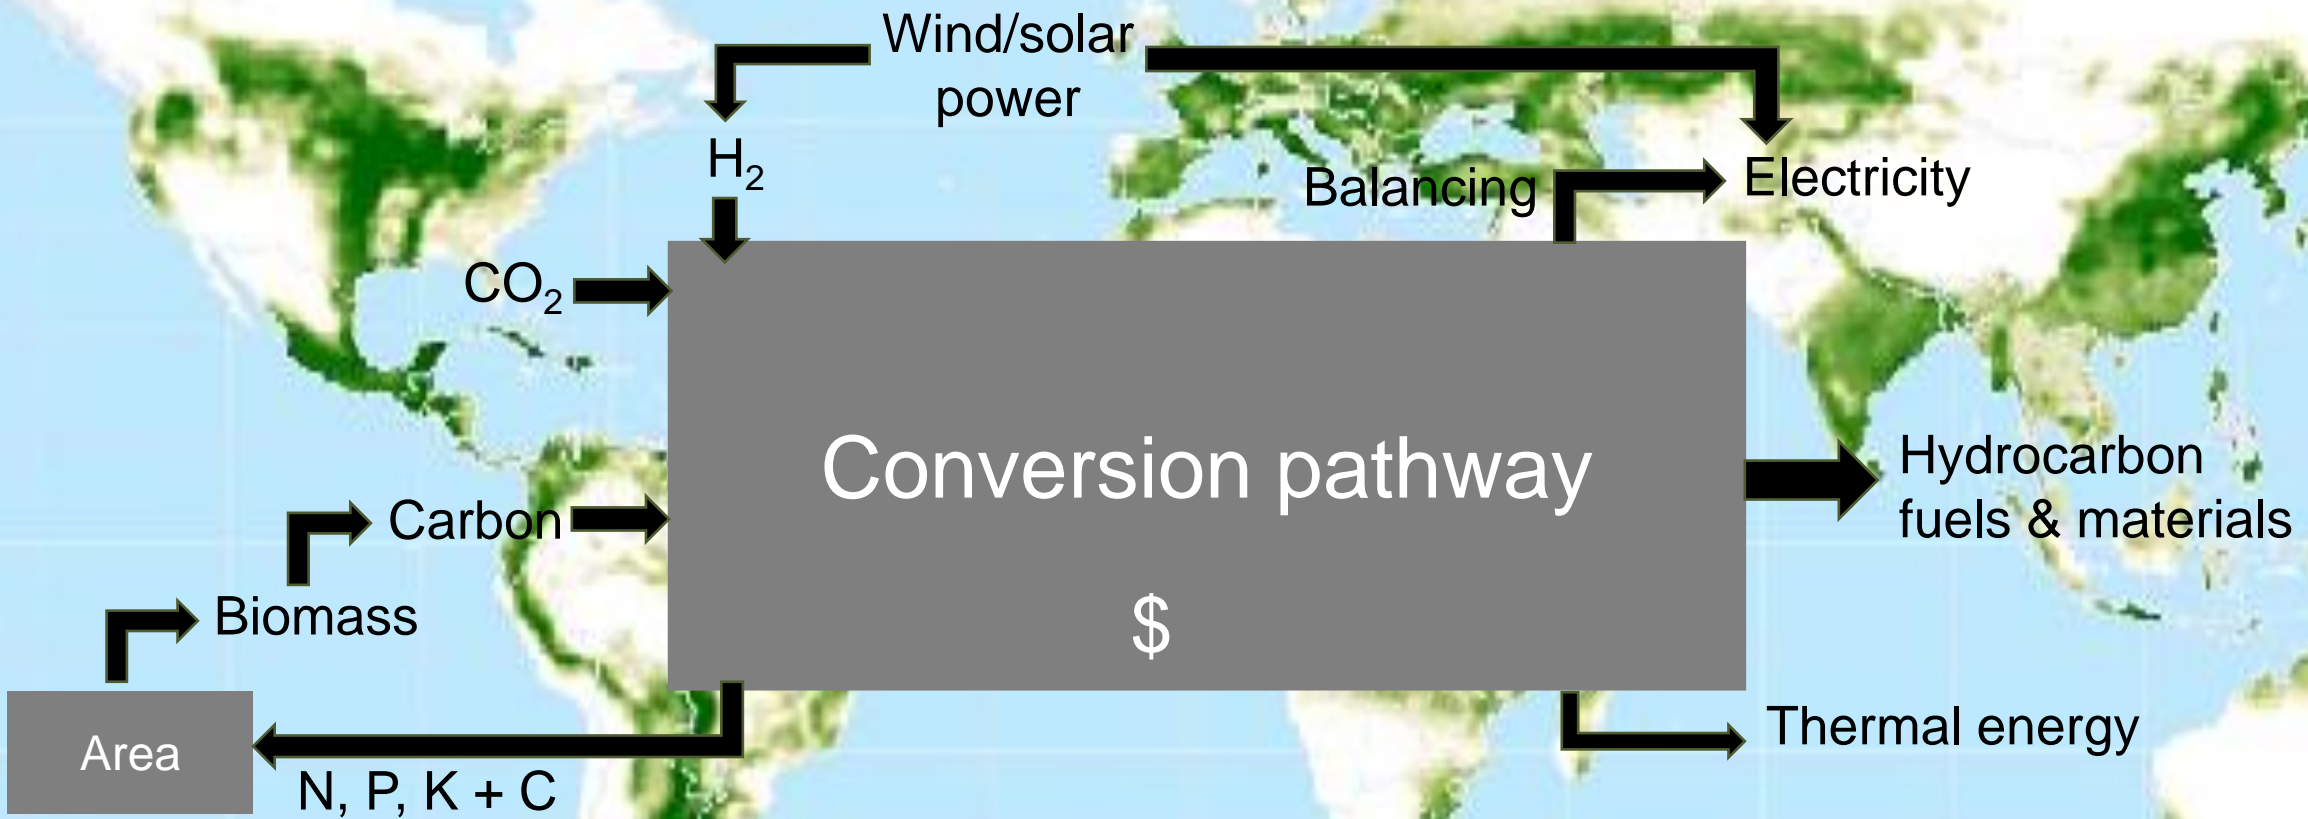 Wind/solar
power
H₂
Balancing
Electricity
CO₂
Conversion pathway
Hydrocarbon
fuels & materials
Carbon
Biomass
$
Area
Thermal energy
N, P, K + C